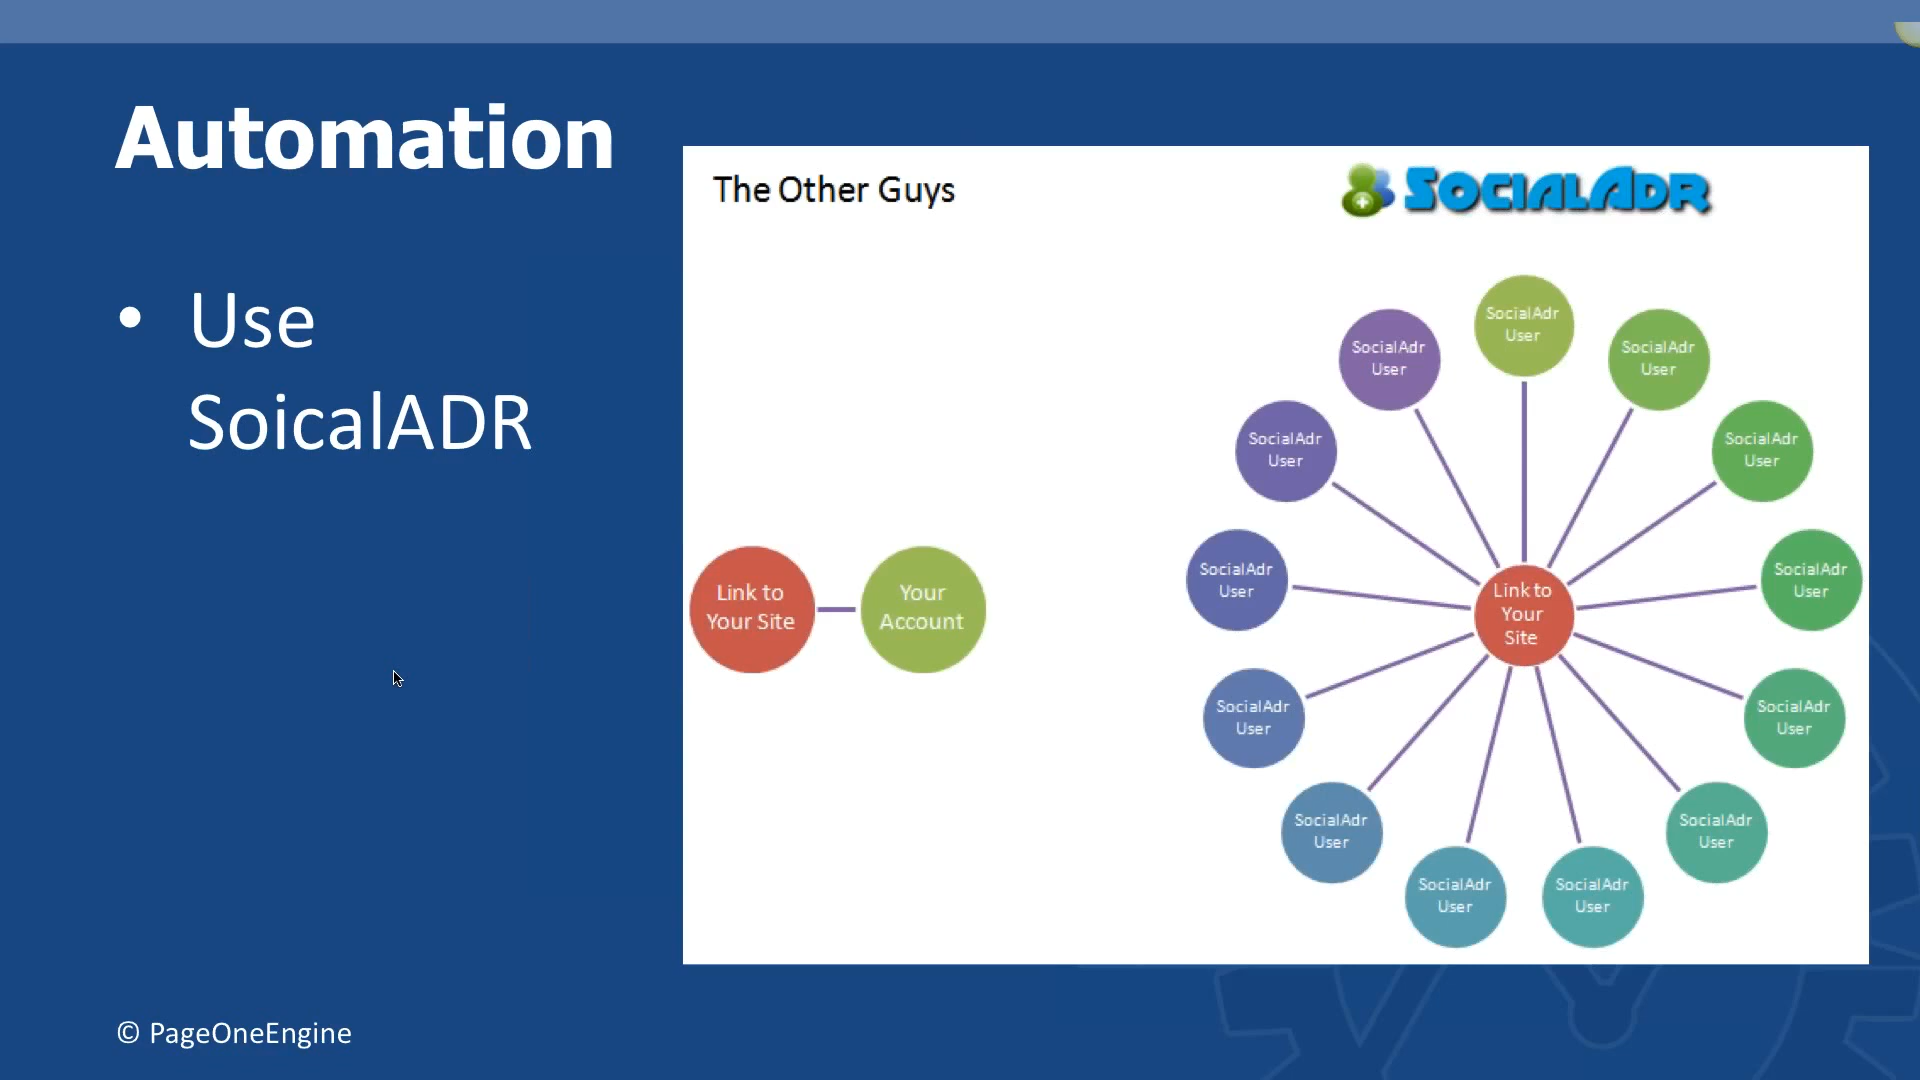 Automation
• Use
SoicalADR
The Other Guys
SOCIALADR
Link to
Your Site
Your
Account
SocialAdr
User
SocialAdr
User
SocialAdr
User
SocialAdr
User
SocialAdr
User
SocialAdr
User
SocialAdr
User
Link to
Your
Site
SocialAdr
User
SocialAdr
User
SocialAdr
User
SocialAdr
User
SocialAdr
User
SocialAdr
User
© PageOneEngine